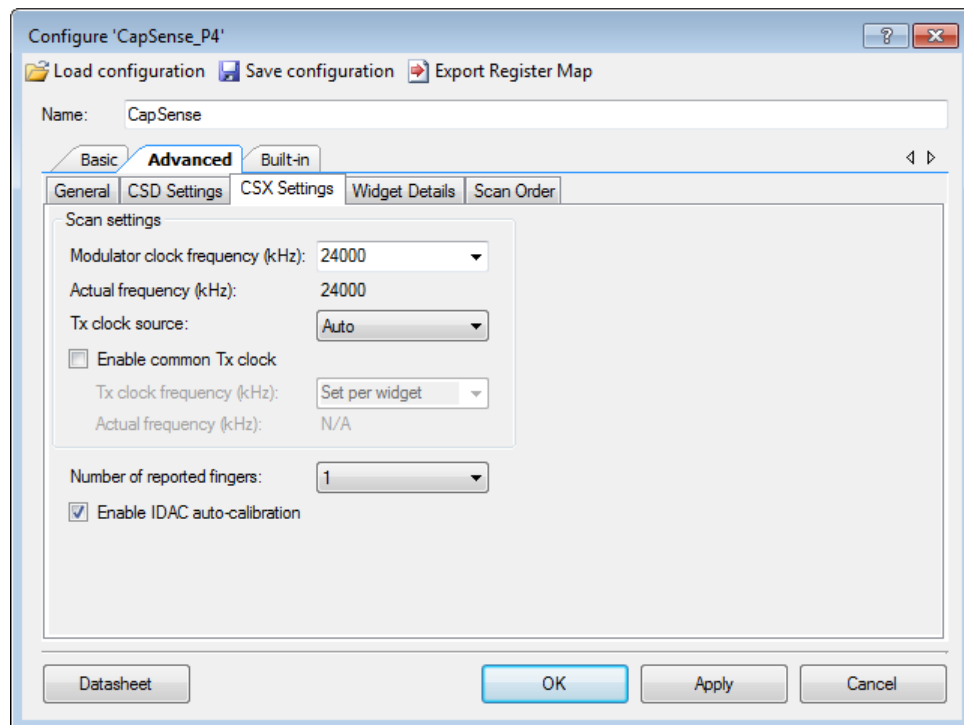 Configure 'CapSense_P4'
Load configuration Save configuration Export Register Map
Name: CapSense
Basic Advanced Built-in
General CSD Settings CSX Settings Widget Details Scan Order
Scan settings
Modulator clock frequency (kHz): 24000
Actual frequency (kHz): 24000
Tx clock source: Auto
Enable common Tx clock
Tx clock frequency (kHz): Set per widget
Actual frequency (kHz): N/A
Number of reported fingers: 1
Enable IDAC auto-calibration
Datasheet OK Apply Cancel